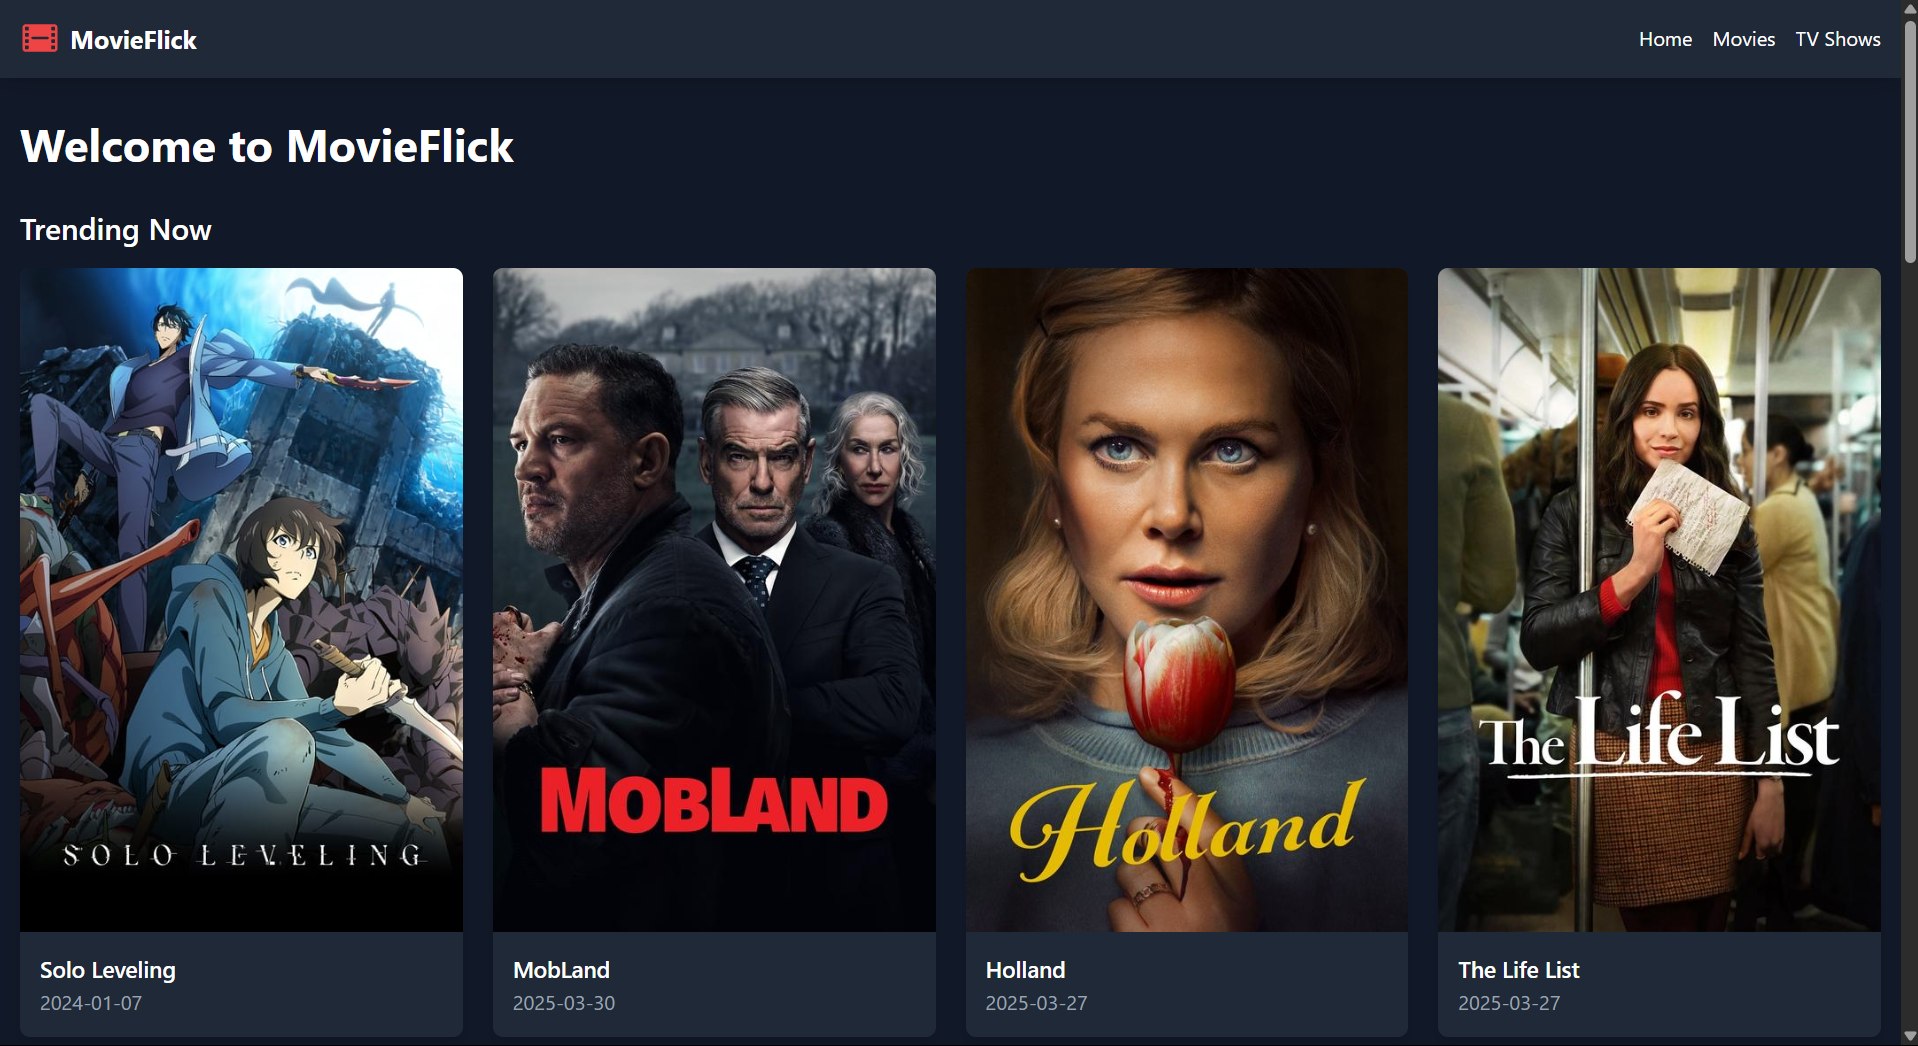 MovieFlick
Home Movies TV Shows
Welcome to MovieFlick
Trending Now
SOLO LEVELING
MOBLAND
Holland
The Life List
Solo Leveling
2024-01-07
MobLand
2025-03-30
Holland
2025-03-27
The Life List
2025-03-27